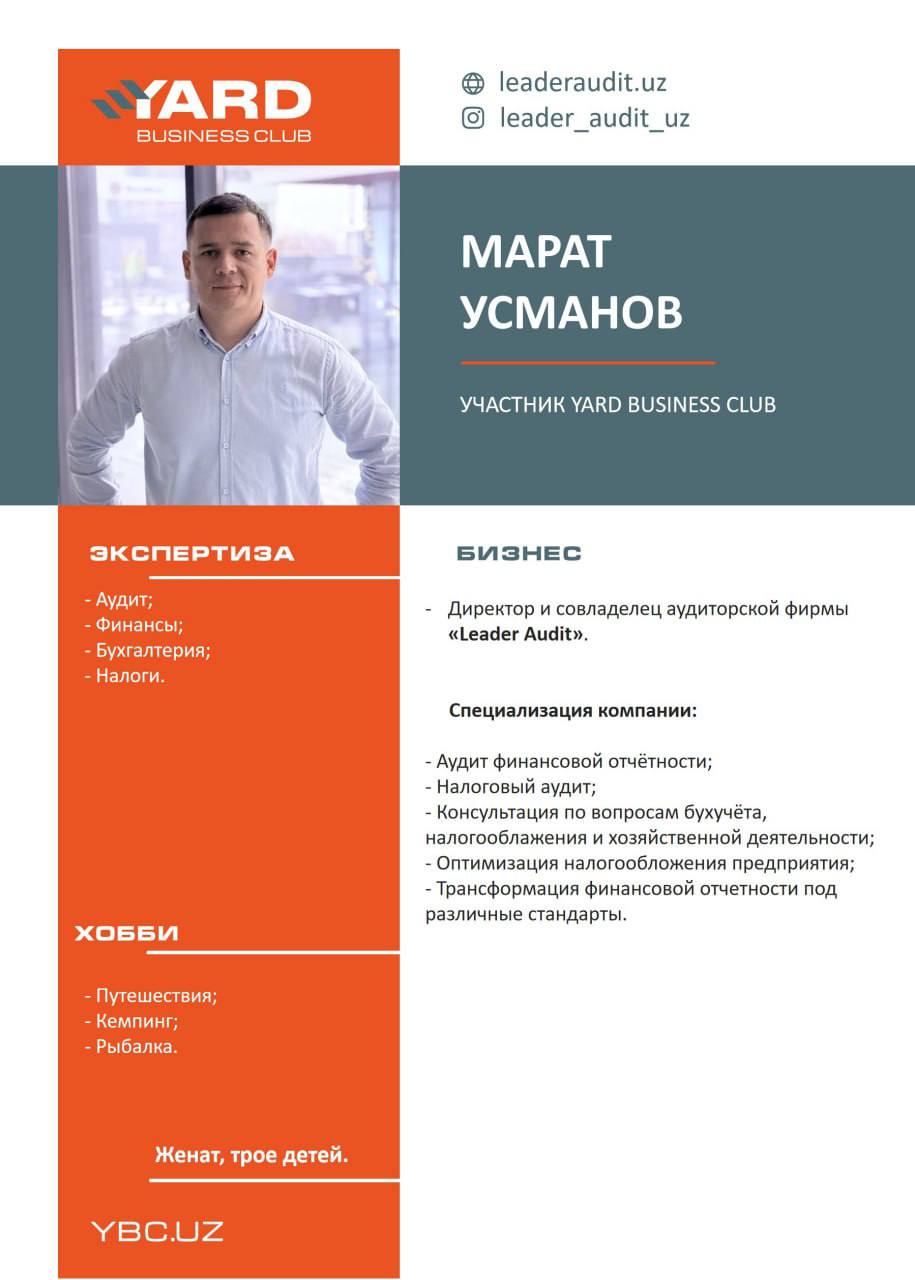 YARD
BUSINESS CLUB
leaderaudit.uz
leader_audit_uz
МАРАТ
УСМАНОВ
УЧАСТНИК YARD BUSINESS CLUB
ЭКСПЕРТИЗА
- Аудит;
- Финансы;
- Бухгалтерия;
- Налоги.
ХОББИ
- Путешествия;
- Кемпинг;
- Рыбалка.
Женат, трое детей.
YBC.UZ
БИЗНЕС
- Директор и совладелец аудиторской фирмы
«Leader Audit».
Специализация компании:
- Аудит финансовой отчётности;
- Налоговый аудит;
- Консультация по вопросам бухучёта,
налогооблажения и хозяйственной деятельности;
- Оптимизация налогообложения предприятия;
- Трансформация финансовой отчетности под
различные стандарты.